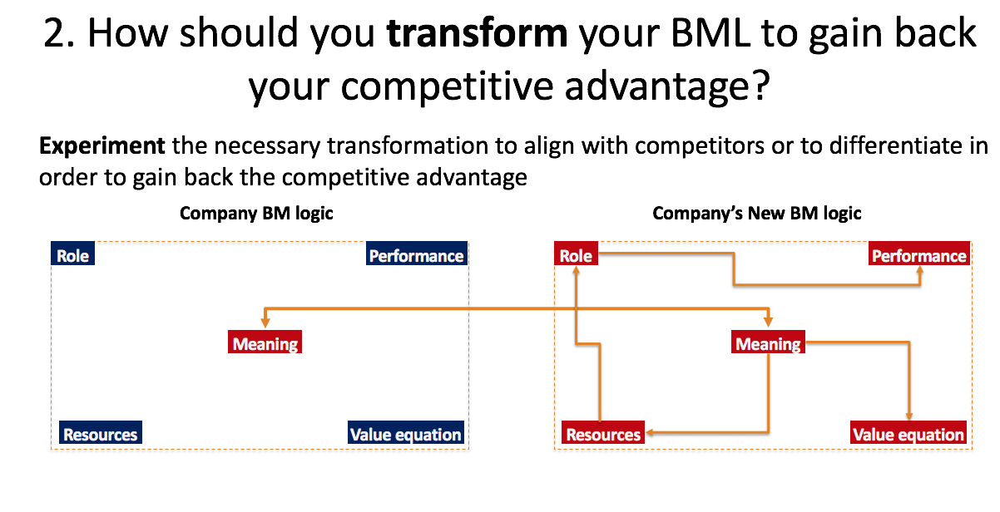 2. How should you transform your BML to gain back
your competitive advantage?
Experiment the necessary transformation to align with competitors or to differentiate in
order to gain back the competitive advantage
Company BM logic
Role
Performance
Meaning
Resources
Value equation
Company’s New BM logic
Role
Performance
Meaning
Resources
Value equation